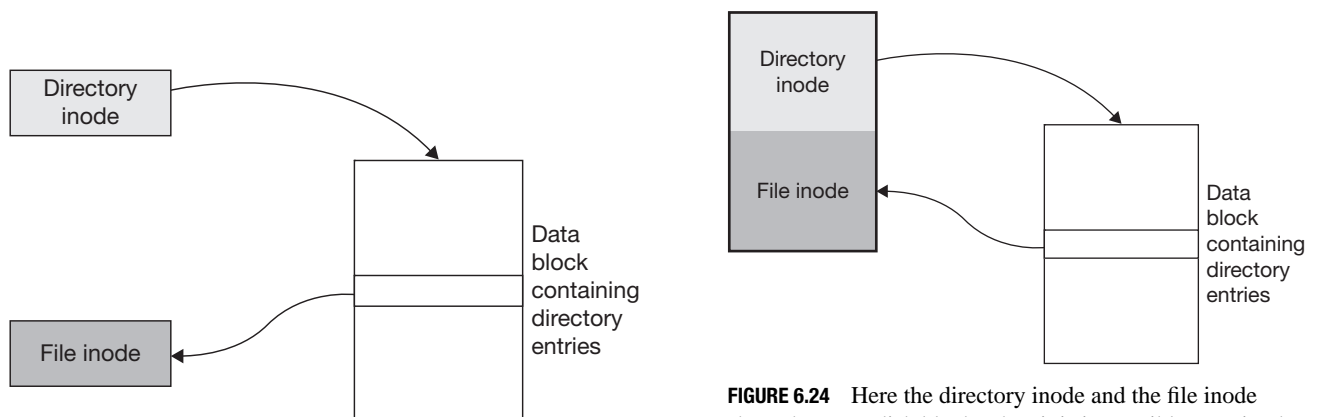 Directory
inode
File inode
Data
block
containing
directory
entries
Directory
inode
File inode
Data
block
containing
directory
entries
FIGURE 6.24 Here the directory inode and the file inode